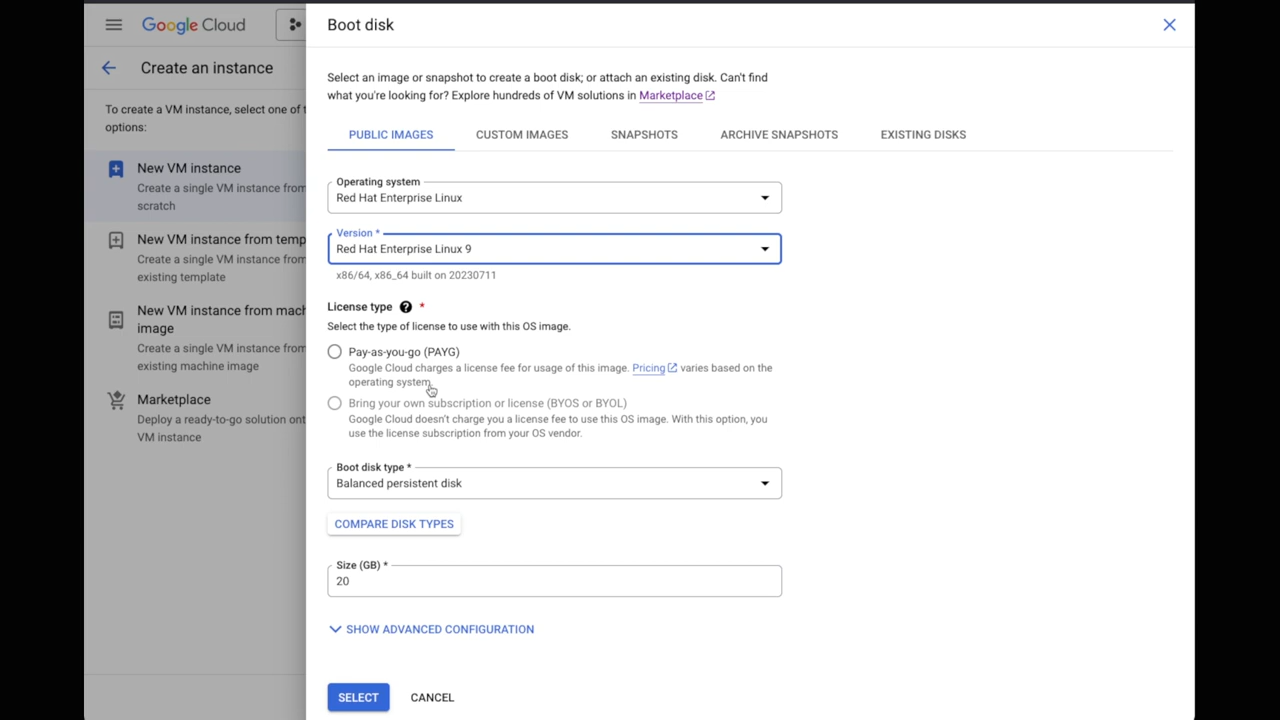 Google Cloud
Create an instance
To create a VM instance, select one of t
options:
New VM instance
Create a single VM instance from
scratch
New VM instance from temp
Create a single VM instance from
existing template
New VM instance from mach
image
Create a single VM instance from
existing machine image
Marketplace
Deploy a ready-to-go solution ont
VM instance
Boot disk
Select an image or snapshot to create a boot disk; or attach an existing disk. Can't find
what you're looking for? Explore hundreds of VM solutions in Marketplace
PUBLIC IMAGES
CUSTOM IMAGES
SNAPSHOTS
ARCHIVE SNAPSHOTS
EXISTING DISKS
Operating system
Red Hat Enterprise Linux
Version *
Red Hat Enterprise Linux 9
x86/64, x86_64 built on 20230711
License type ? *
Select the type of license to use with this OS image.
Pay-as-you-go (PAYG)
Google Cloud charges a license fee for usage of this image. Pricing varies based on the
operating system.
Bring your own subscription or license (BYOS or BYOL)
Google Cloud doesn't charge you a license fee to use this OS image. With this option, you
use the license subscription from your OS vendor.
Boot disk type *
Balanced persistent disk
COMPARE DISK TYPES
Size (GB) *
20
SHOW ADVANCED CONFIGURATION
SELECT
CANCEL